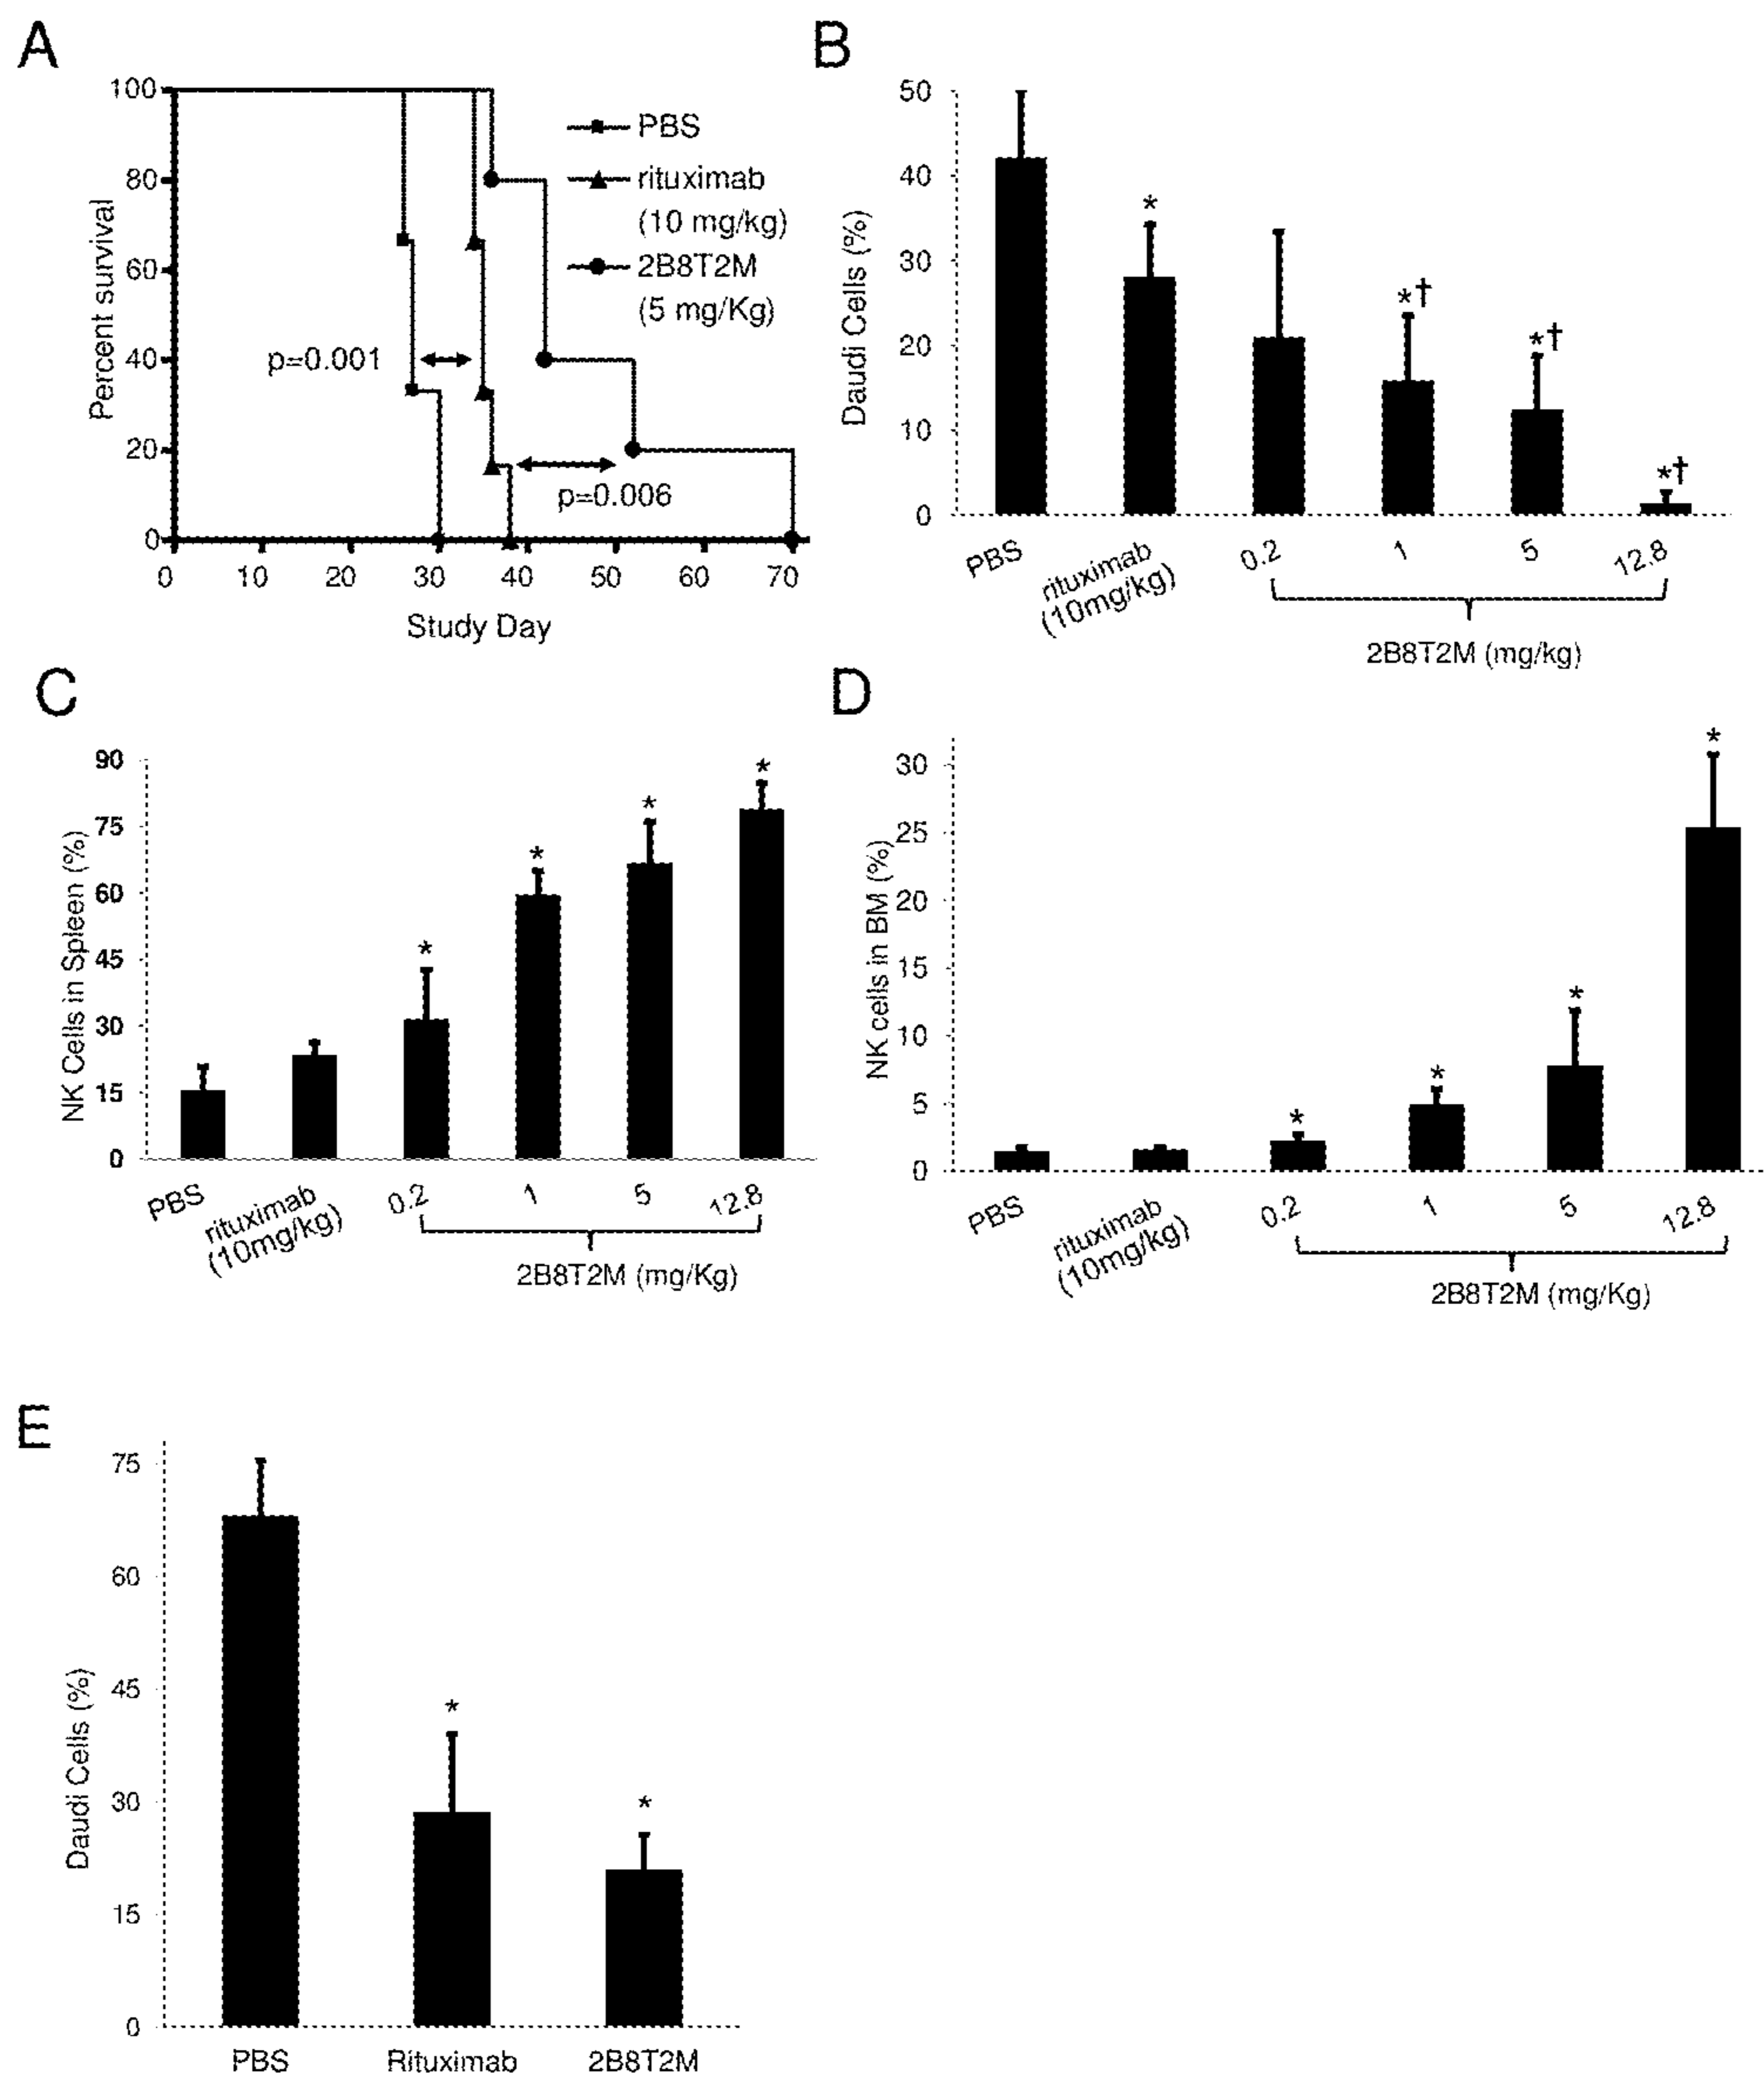 A
100
80
60
40
20
0
Percent survival
PBS
rituximab
(10 mg/kg)
2B8T2M
(5 mg/Kg)
p=0.001
p=0.006
0 10 20 30 40 50 60 70
Study Day
B
50
40
30
20
10
0
Daudi Cells (%)
*
*†
*†
*†
PBS
rituximab
(10mg/kg)
0.2
1
5
12.8
2B8T2M (mg/kg)
C
90
75
60
45
30
15
0
NK Cells in Spleen (%)
*
*
*
*
PBS
rituximab
(10mg/kg)
0.2
1
5
12.8
2B8T2M (mg/Kg)
D
30
25
20
15
10
5
0
NK cells in BM (%)
*
*
*
*
PBS
rituximab
(10mg/kg)
0.2
1
5
12.8
2B8T2M (mg/Kg)
E
75
60
45
30
15
0
Daudi Cells (%)
*
*
PBS Rituximab 2B8T2M